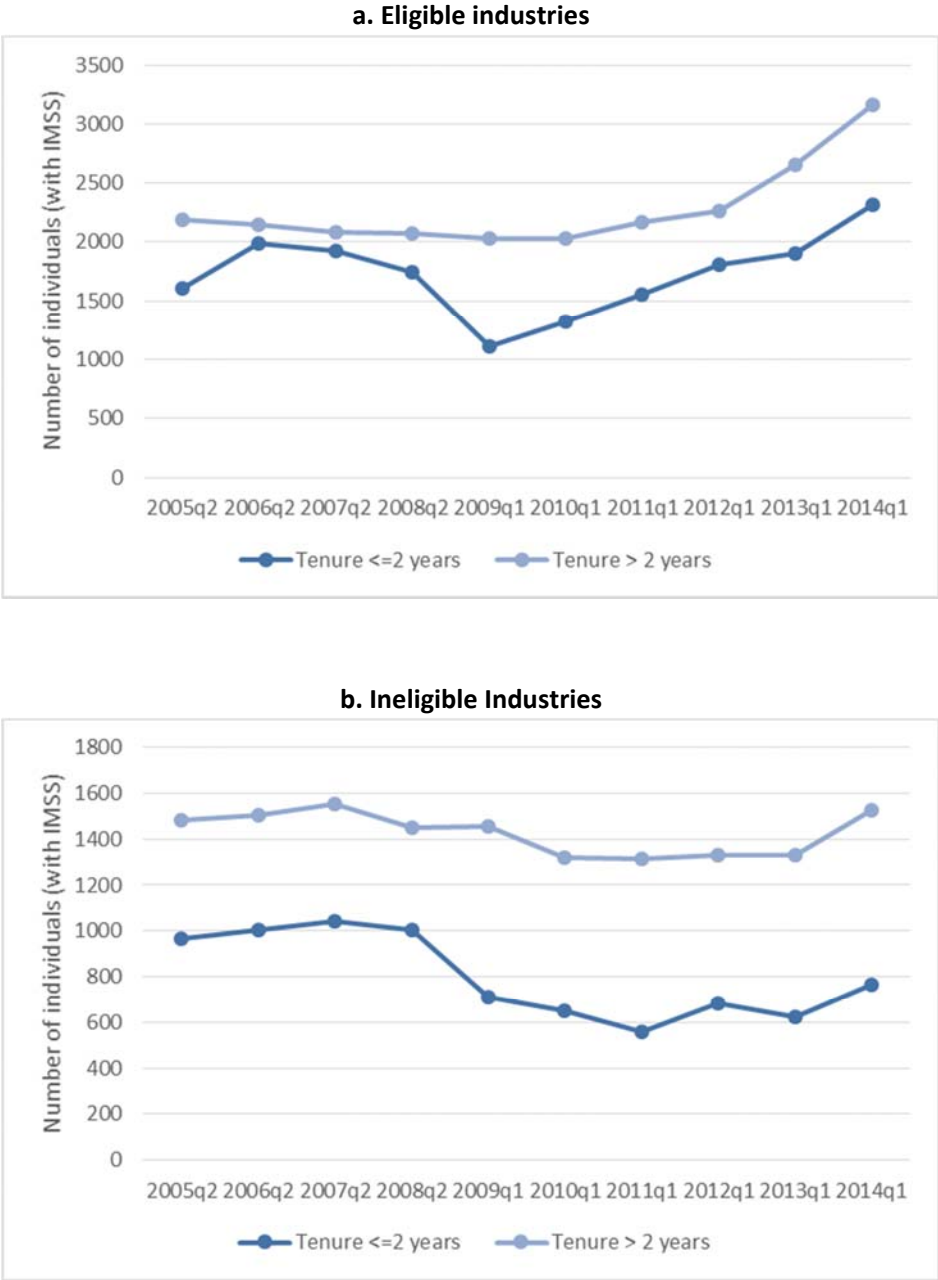 a. Eligible industries
Number of individuals (with IMSS)
3500
3000
2500
2000
1500
1000
500
0
2005q2 2006q2 2007q2 2008q2 2009q1 2010q1 2011q1 2012q1 2013q1 2014q1
Tenure <=2 years Tenure > 2 years
b. Ineligible Industries
Number of individuals (with IMSS)
1800
1600
1400
1200
1000
800
600
400
200
0
2005q2 2006q2 2007q2 2008q2 2009q1 2010q1 2011q1 2012q1 2013q1 2014q1
Tenure <=2 years Tenure > 2 years